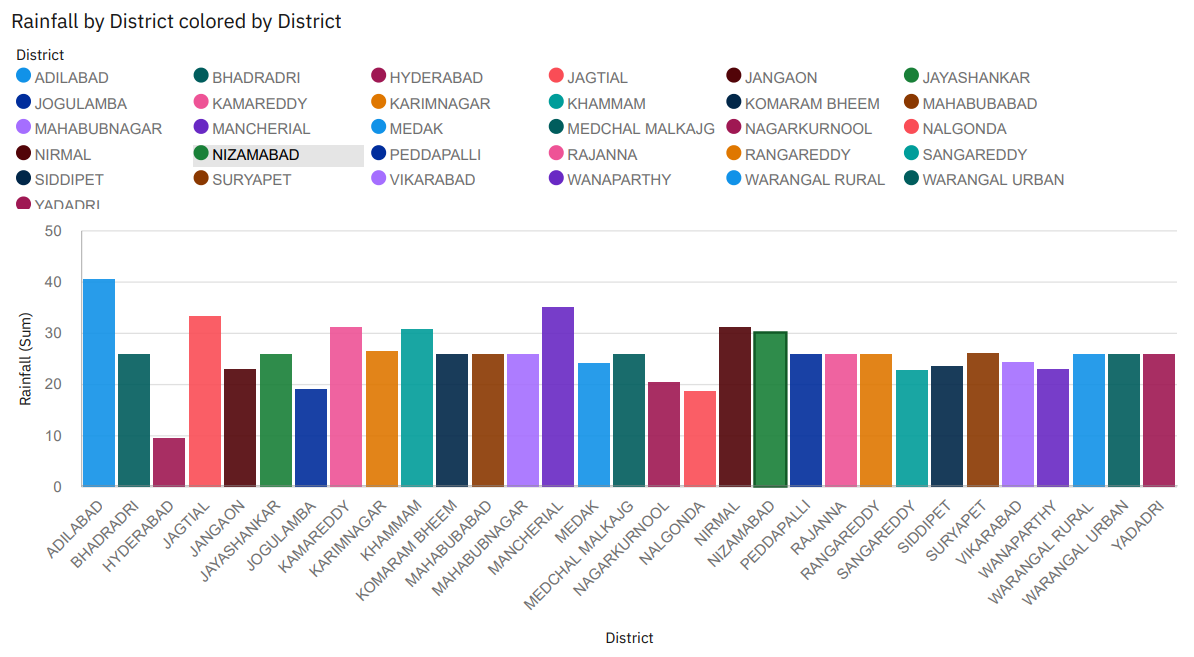 Rainfall by District colored by District
District
ADILABAD BHADRADRI HYDERABAD JAGTIAL JANGAON JAYASHANKAR
JOGULAMBA KAMAREDDY KARIMNAGAR KHAMMAM KOMARAM BHEEM MAHABUBABAD
MAHABUBNAGAR MANCHERIAL MEDAK MEDCHAL MALKAJG NAGARKURNOOL NALGONDA
NIRMAL NIZAMABAD PEDDAPALLI RAJANNA RANGAREDDY SANGAREDDY
SIDDIPET SURYAPET VIKARABAD WANAPARTHY WARANGAL RURAL WARANGAL URBAN
YADADRI
50
40
30
20
10
0
Rainfall (Sum)
ADILABAD
BHADRADRI
HYDERABAD
JAGTIAL
JANGAON
JAYASHANKAR
JOGULAMBA
KAMAREDDY
KARIMNAGAR
KHAMMAM
KOMARAM BHEEM
MAHABUBABAD
MAHABUBNAGAR
MANCHERIAL
MEDAK
MEDCHAL MALKAJG
NAGARKURNOOL
NALGONDA
NIRMAL
NIZAMABAD
PEDDAPALLI
RAJANNA
RANGAREDDY
SANGAREDDY
SIDDIPET
SURYAPET
VIKARABAD
WANAPARTHY
WARANGAL RURAL
WARANGAL URBAN
YADADRI
District